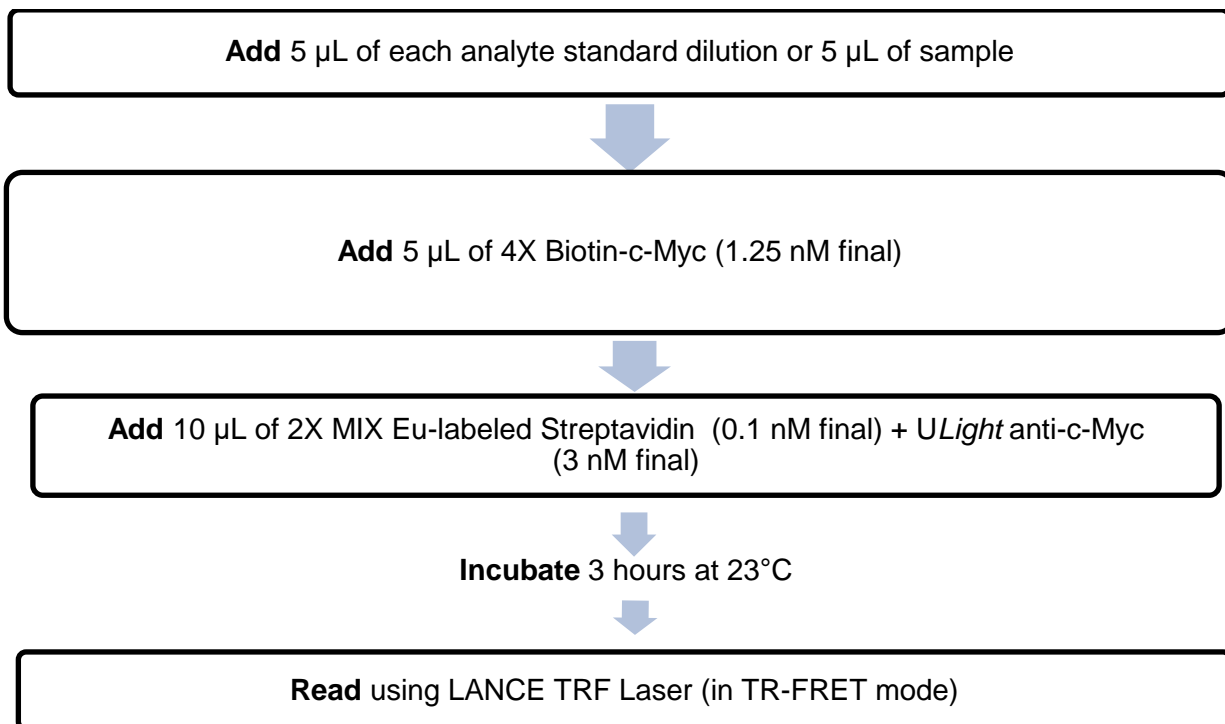 Add 5 µL of each analyte standard dilution or 5 µL of sample
Add 5 µL of 4X Biotin-c-Myc (1.25 nM final)
Add 10 µL of 2X MIX Eu-labeled Streptavidin (0.1 nM final) + ULight anti-c-Myc
(3 nM final)
Incubate 3 hours at 23°C
Read using LANCE TRF Laser (in TR-FRET mode)